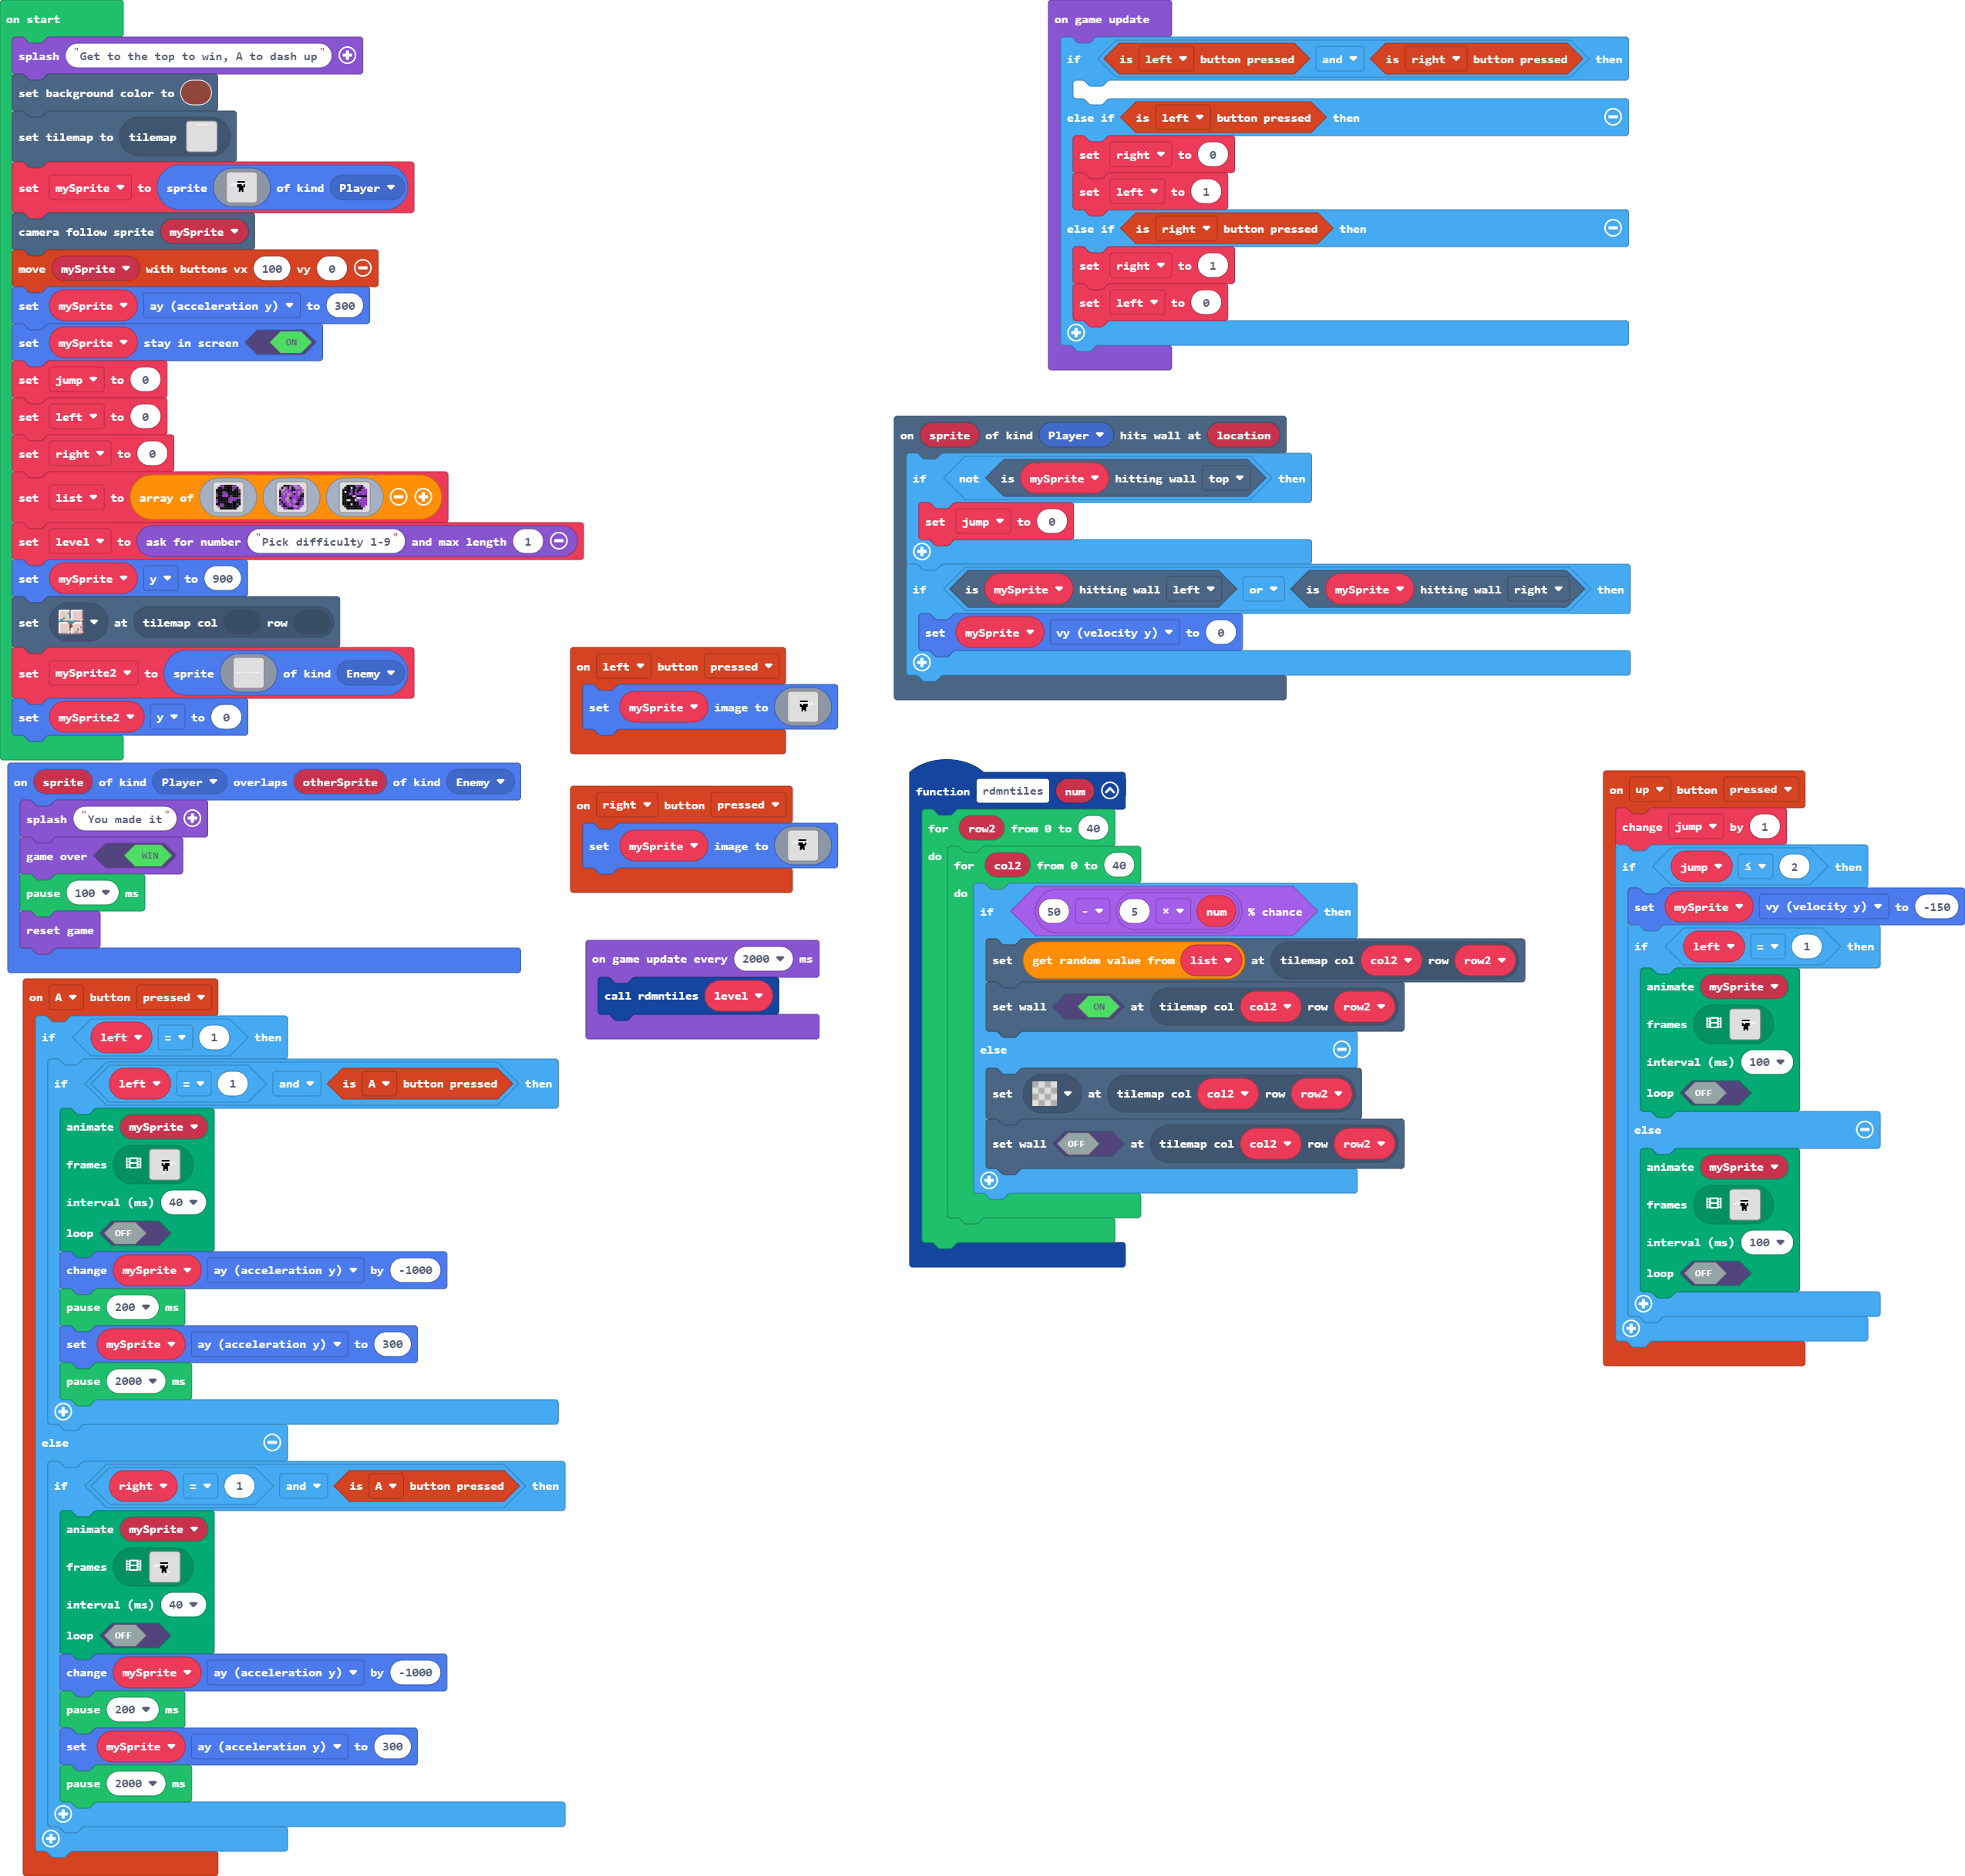 on start
splash "Get to the top to win, A to dash up"
set background color to
set tilemap to tilemap
set mySprite to sprite of kind Player
camera follow sprite mySprite
move mySprite with buttons vx 100 vy 0
set mySprite ay (acceleration y) to 300
set mySprite stay in screen ON
set jump to 0
set left to 0
set right to 0
set list to array of
set level to ask for number "Pick difficulty 1-9" and max length 1
set mySprite y to 900
set at tilemap col row
set mySprite2 to sprite of kind Enemy
set mySprite2 y to 0
on sprite of kind Player overlaps otherSprite of kind Enemy
splash "You made it"
game over WIN
pause 100 ms
reset game
on A button pressed
if left = 1 then
if left = 1 and is A button pressed then
animate mySprite
frames
interval (ms) 40
loop OFF
change mySprite ay (acceleration y) by -1000
pause 200 ms
set mySprite ay (acceleration y) to 300
pause 2000 ms
else
if right = 1 and is A button pressed then
animate mySprite
frames
interval (ms) 40
loop OFF
change mySprite ay (acceleration y) by -1000
pause 200 ms
set mySprite ay (acceleration y) to 300
pause 2000 ms
on left button pressed
set mySprite image to
on right button pressed
set mySprite image to
on game update every 2000 ms
call rdmntiles level
on game update
if is left button pressed and is right button pressed then
else if is left button pressed then
set right to 0
set left to 1
else if is right button pressed then
set right to 1
set left to 0
on sprite of kind Player hits wall at location
if not is mySprite hitting wall top then
set jump to 0
if is mySprite hitting wall left or is mySprite hitting wall right then
set mySprite vy (velocity y) to 0
function rdmntiles num
for row2 from 0 to 40
do for col2 from 0 to 40
do if 50 - 5 × num % chance then
set get random value from list at tilemap col col2 row row2
set wall ON at tilemap col col2 row row2
else
set at tilemap col col2 row row2
set wall OFF at tilemap col col2 row row2
on up button pressed
change jump by 1
if jump ≤ 2 then
set mySprite vy (velocity y) to -150
if left = 1 then
animate mySprite
frames
interval (ms) 100
loop OFF
else
animate mySprite
frames
interval (ms) 100
loop OFF